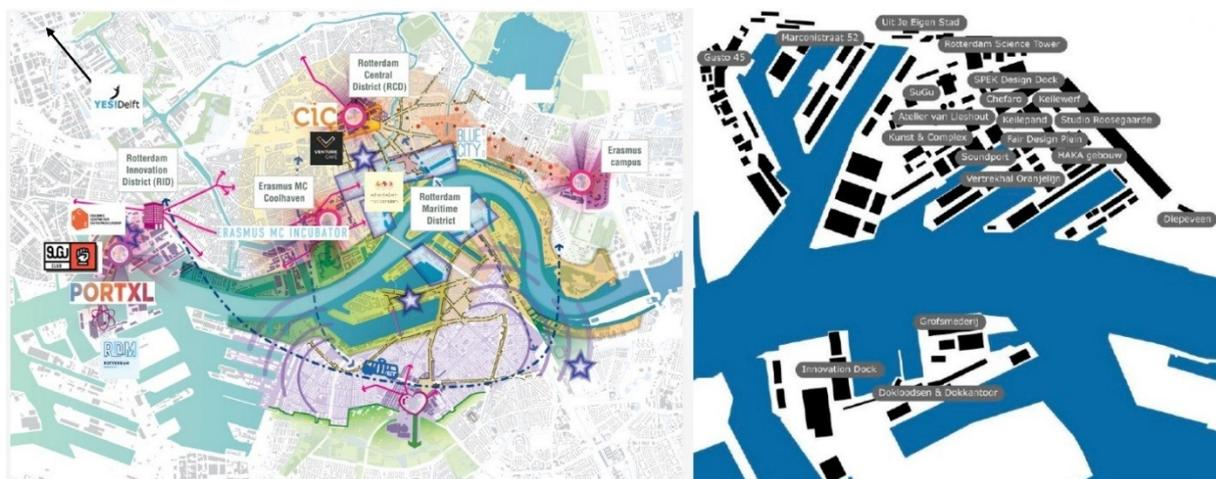 YES!Delft
Rotterdam
Central
District (RCD)
cic
VENTURE
CAFE
BLUE
CITY
Rotterdam
Innovation
District (RID)
Erasmus MC
Coolhaven
Erasmus
campus
Rotterdam
Maritime
District
ERASMUS MC INCUBATOR
SUGU
CLUB
PORTXL
RDM
ROTTERDAM
Uit Je Eigen Stad
Marconistraat 52
Rotterdam Science Tower
Gusto 45
SPEK Design Dock
SuGu
Chefaro
Keilewerf
Atelier van Lieshout
Keilepand
Studio Roosegaarde
Kunst & Complex
Fair Design Plein
Soundport
HAKA gebouw
Vertrekhal Oranjelijn
Diepeveen
Grofsmederij
Innovation Dock
Dokloodsen & Dokkantoor